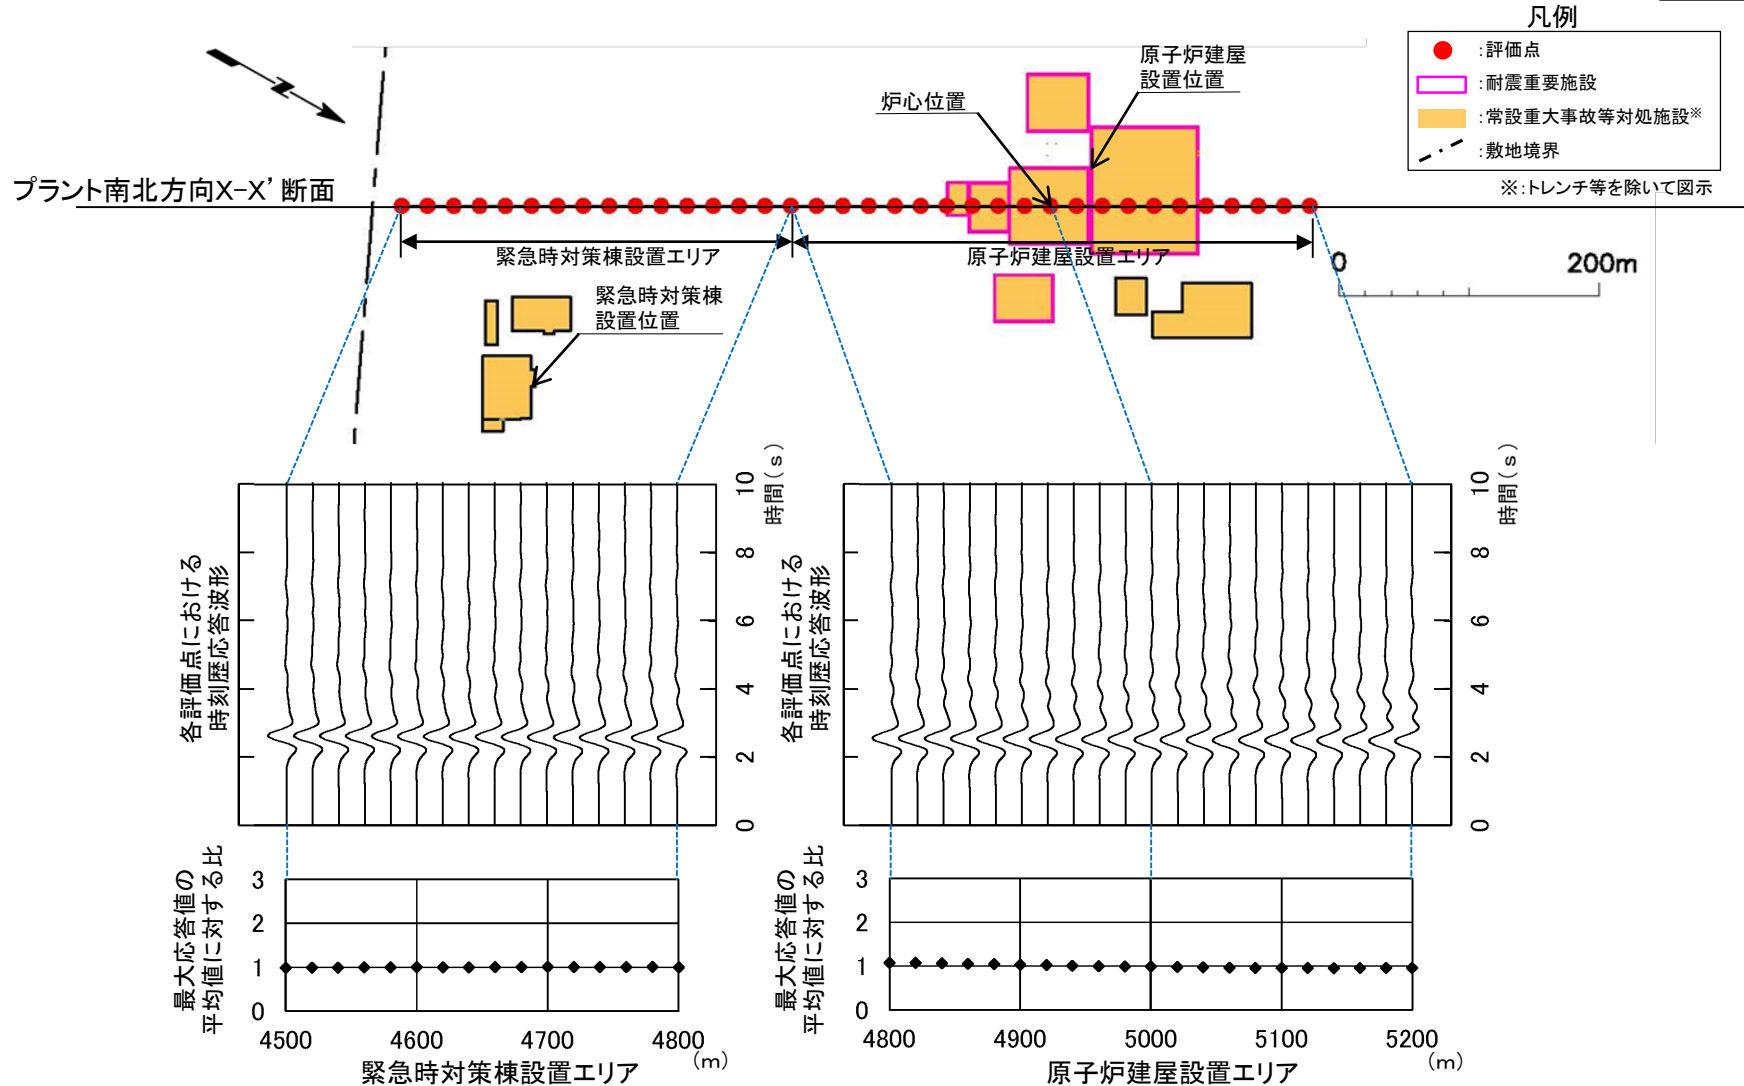 凡例
:評価点
:耐震重要施設
:常設重大事故等対処施設※
:敷地境界
※:トレンチ等を除いて図示
原子炉建屋
設置位置
炉心位置
プラント南北方向X-X’断面
緊急時対策棟設置エリア
原子炉建屋設置エリア
0
200m
緊急時対策棟
設置位置
各評価点における
時刻歴応答波形
0
2
4
6
8
10
時間(s)
各評価点における
時刻歴応答波形
0
2
4
6
8
10
時間(s)
最大応答値の
平均値に対する比
3
2
1
0
4500
4600
4700
4800
(m)
緊急時対策棟設置エリア
最大応答値の
平均値に対する比
3
2
1
0
4800
4900
5000
5100
5200
(m)
原子炉建屋設置エリア